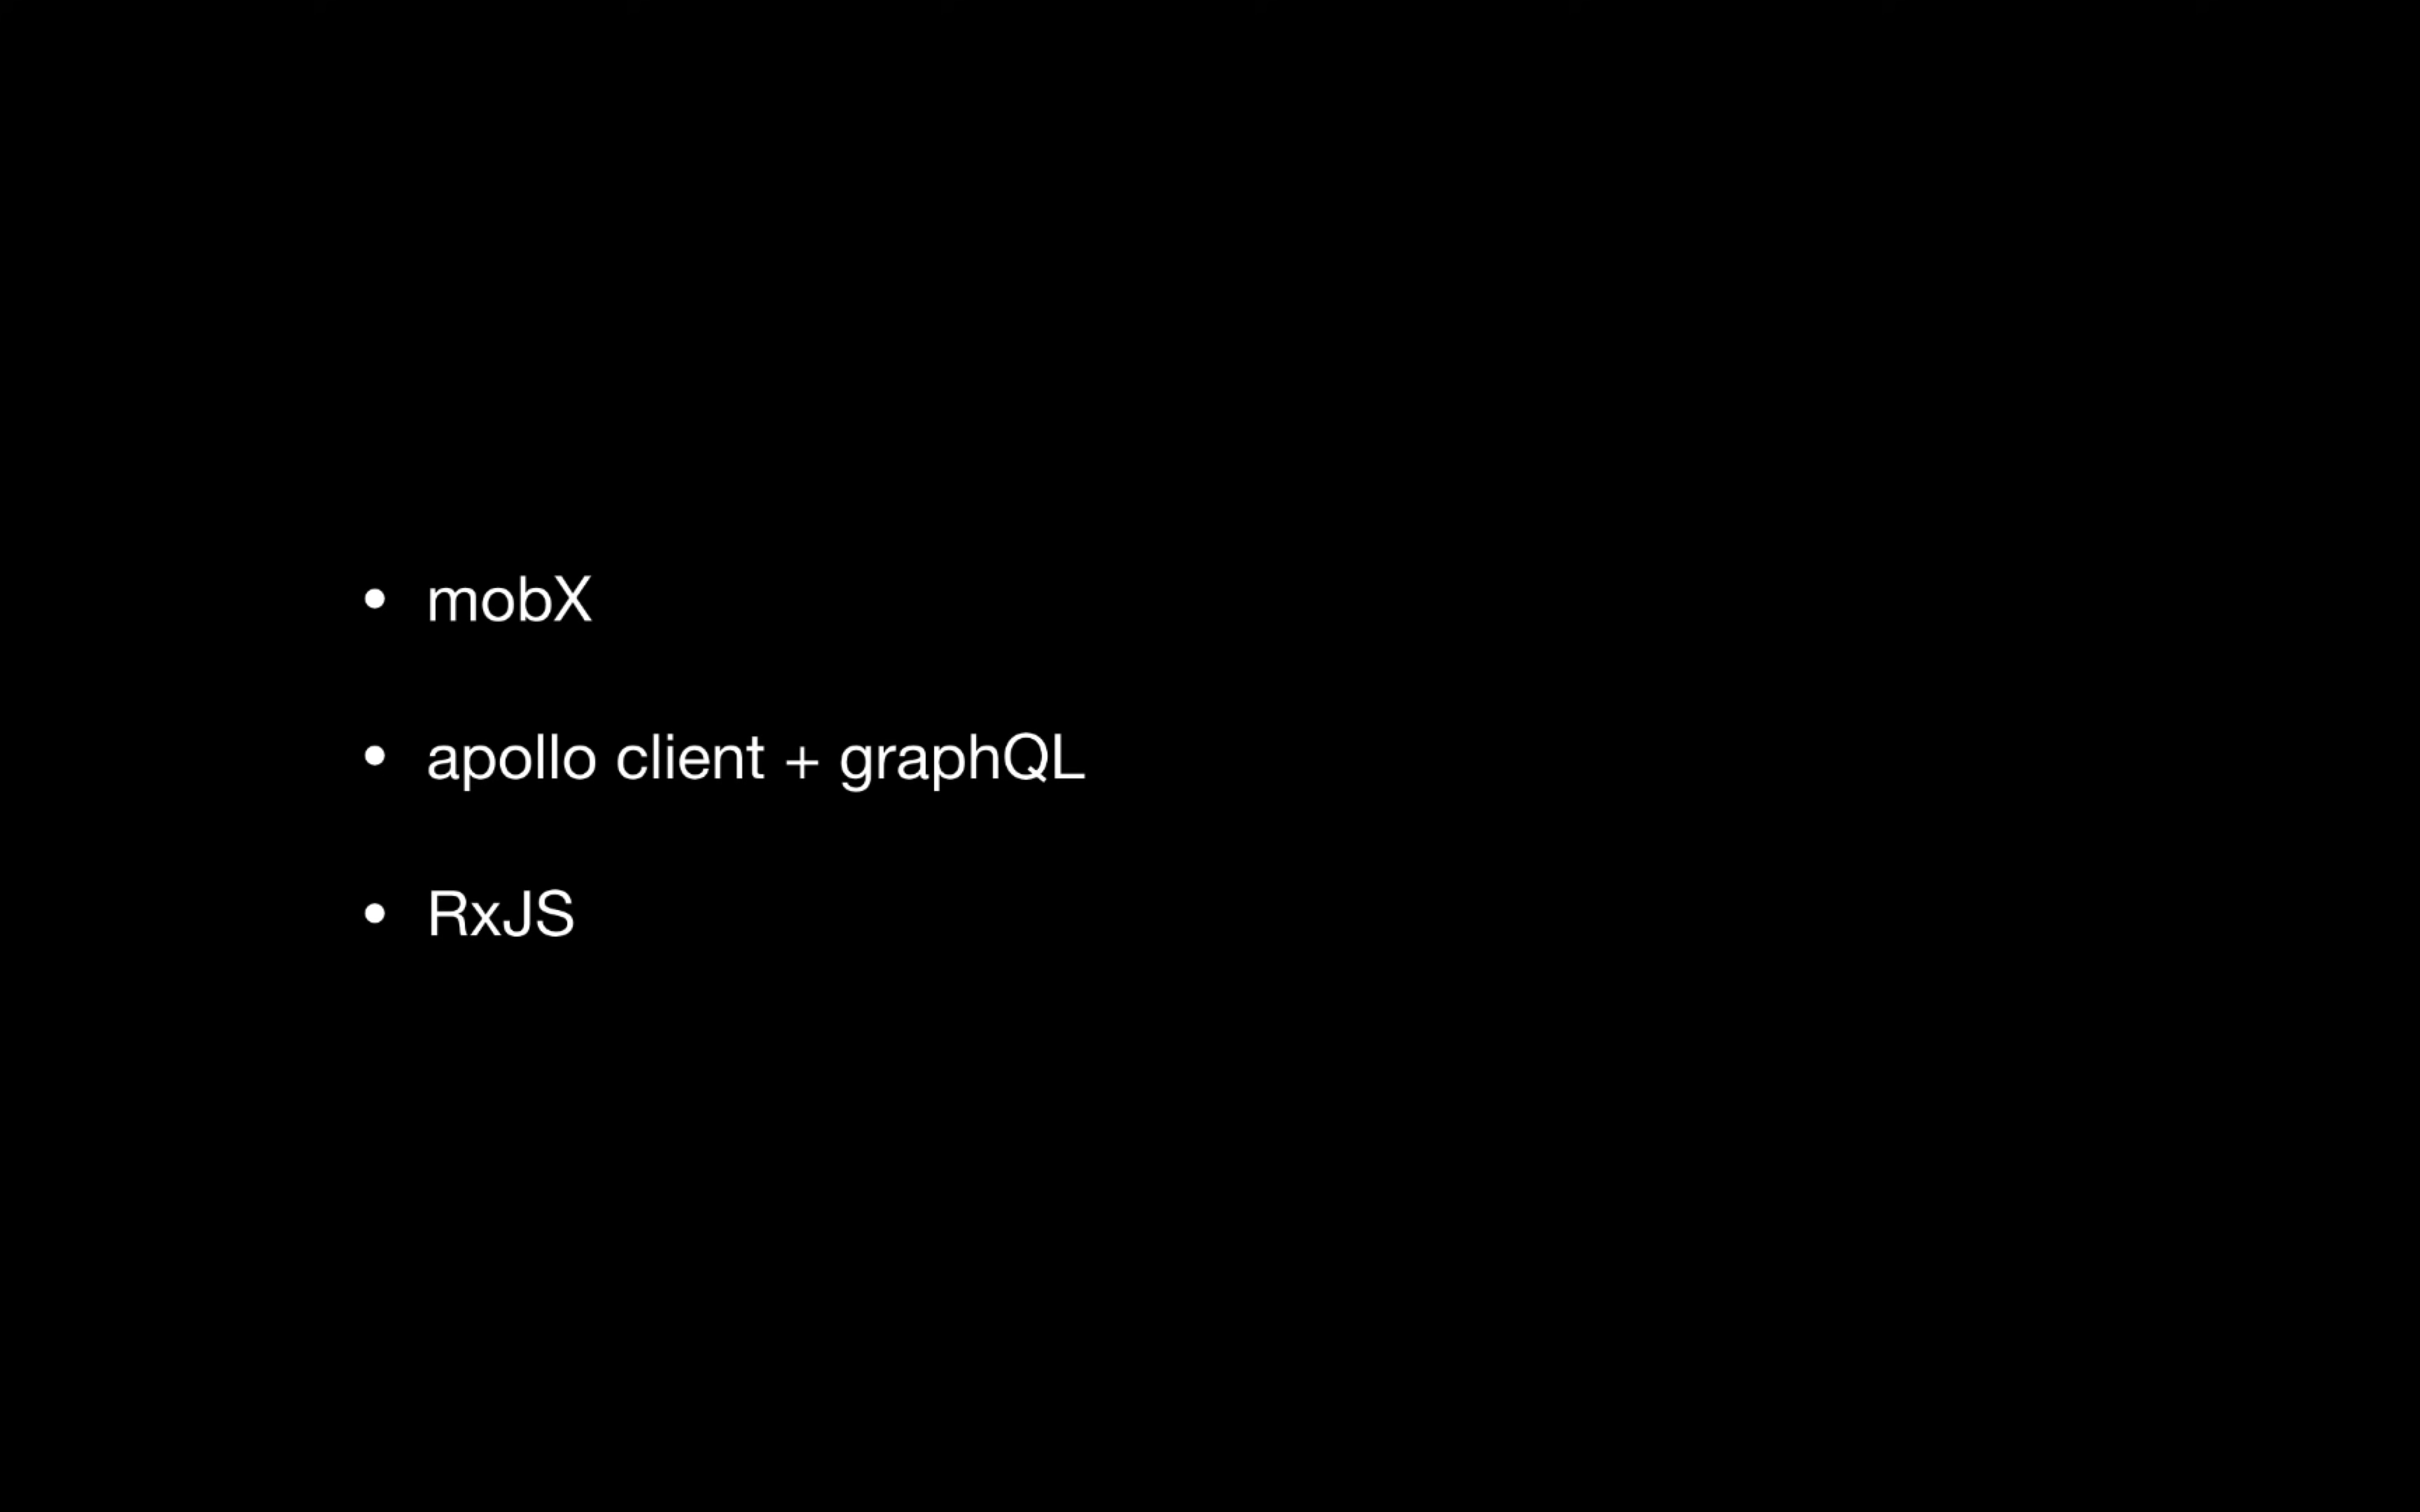 • mobX
• apollo client + graphQL
• RxJS